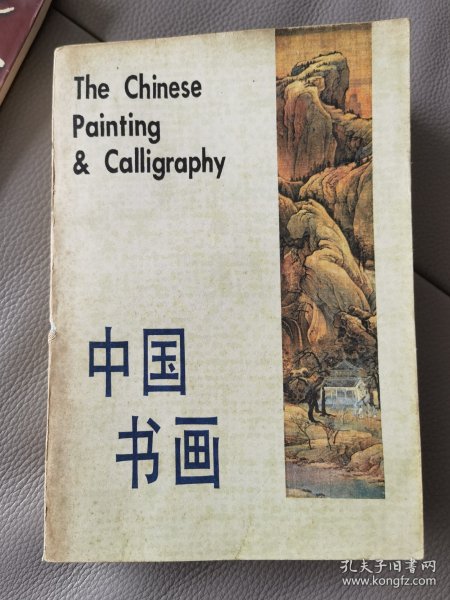 The Chinese
Painting
& Calligraphy
中国
书画
孔夫子旧书网
www.kongfz.com